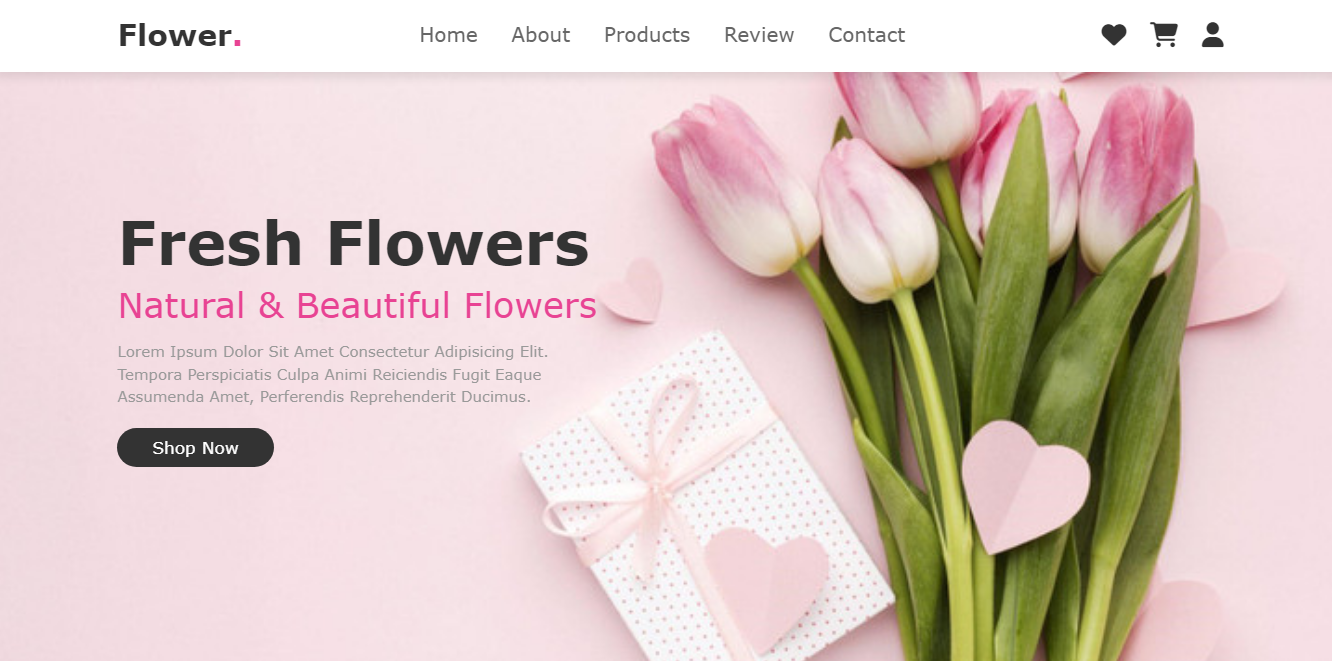 Flower.
Home About Products Review Contact
Fresh Flowers
Natural & Beautiful Flowers
Lorem Ipsum Dolor Sit Amet Consectetur Adipisicing Elit.
Tempora Perspiciatis Culpa Animi Reiciendis Fugit Eaque
Assumenda Amet, Perferendis Reprehenderit Ducimus.
Shop Now